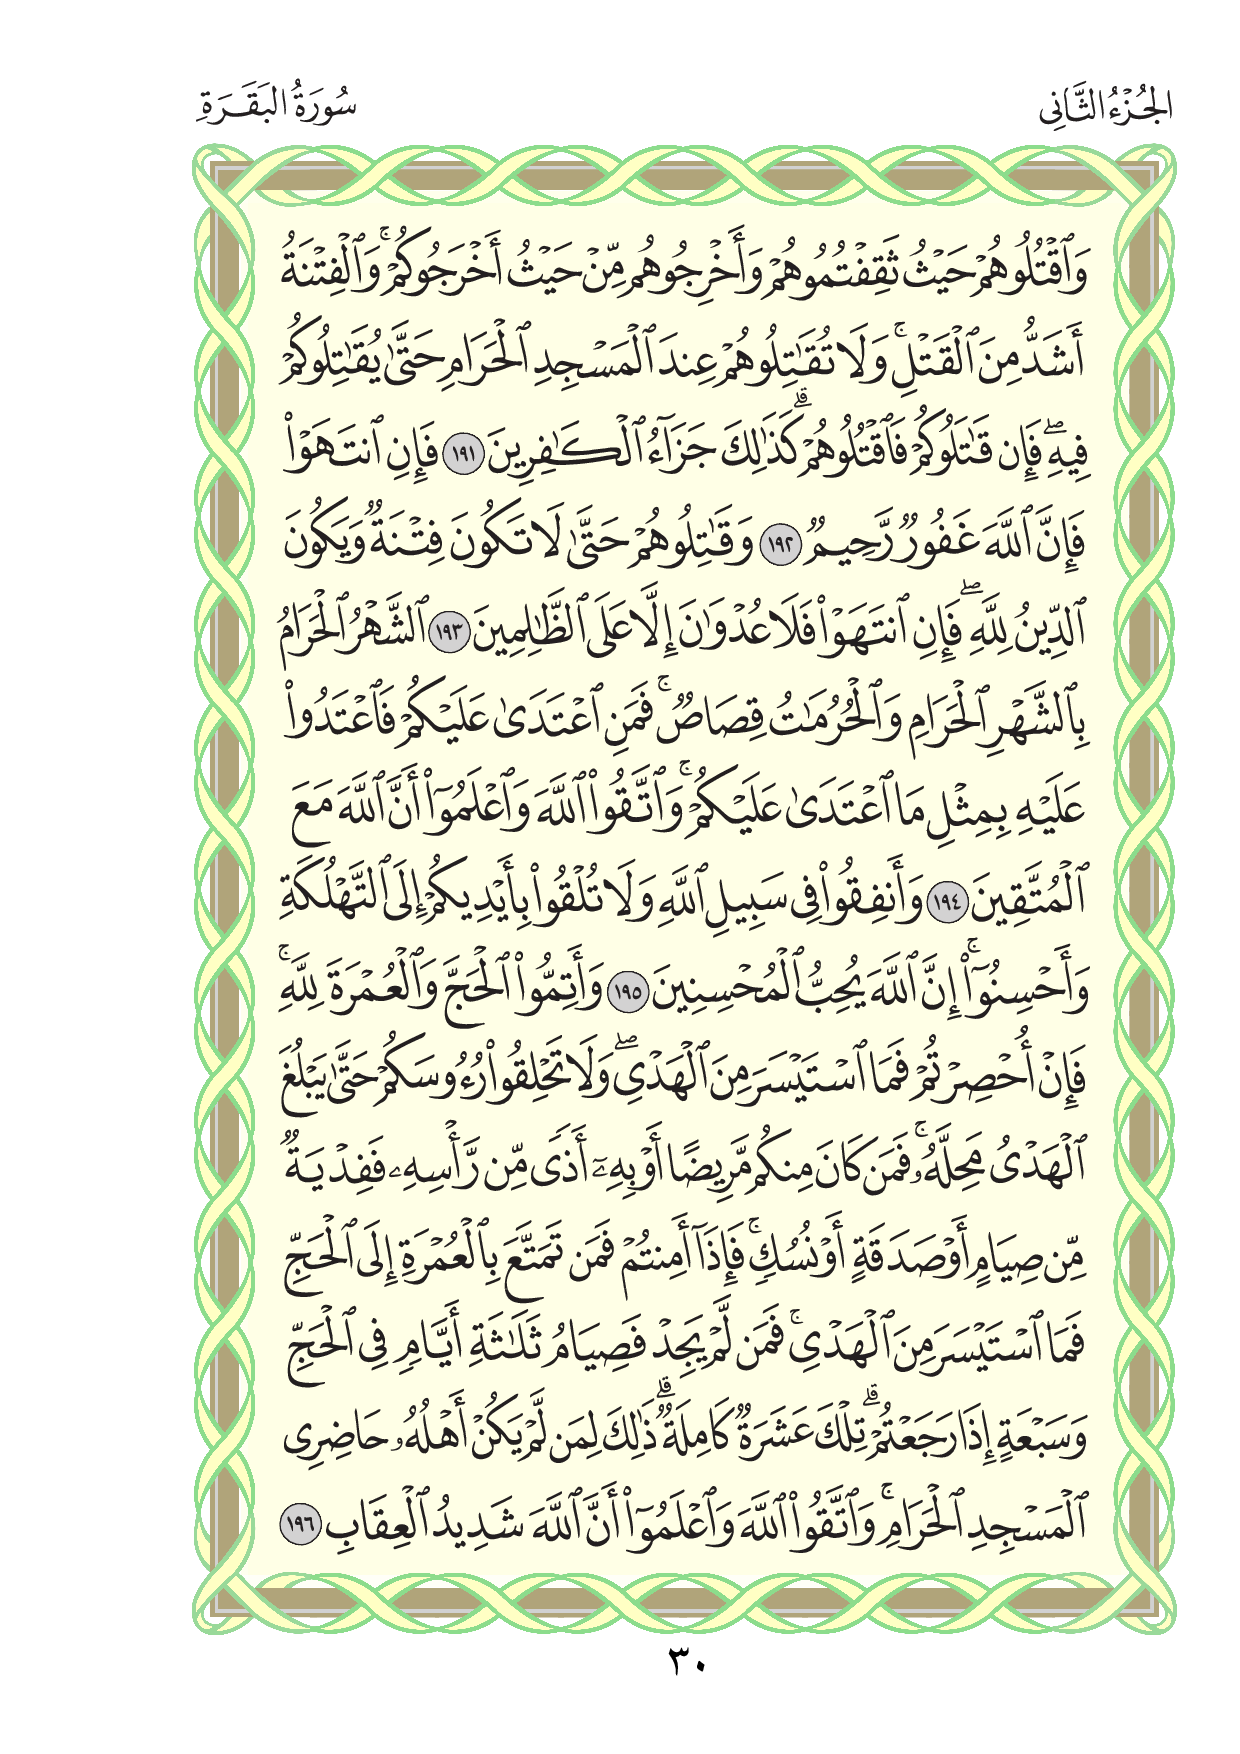 الجُزْءُ الثَّانِى
سُورَةُ البَقَرَةِ
وَٱقْتُلُوهُمْ حَيْثُ ثَقِفْتُمُوهُمْ وَأَخْرِجُوهُم مِّنْ حَيْثُ أَخْرَجُوكُمْ ۚ وَٱلْفِتْنَةُ
أَشَدُّ مِنَ ٱلْقَتْلِ ۚ وَلَا تُقَٰتِلُوهُمْ عِندَ ٱلْمَسْجِدِ ٱلْحَرَامِ حَتَّىٰ يُقَٰتِلُوكُمْ
فِيهِ ۖ فَإِن قَٰتَلُوكُمْ فَٱقْتُلُوهُمْ ۗ كَذَٰلِكَ جَزَآءُ ٱلْكَٰفِرِينَ ١٩١ فَإِنِ ٱنتَهَوْا۟
فَإِنَّ ٱللَّهَ غَفُورٌ رَّحِيمٌ ١٩٢ وَقَٰتِلُوهُمْ حَتَّىٰ لَا تَكُونَ فِتْنَةٌ وَيَكُونَ
ٱلدِّينُ لِلَّهِ ۖ فَإِنِ ٱنتَهَوْا۟ فَلَا عُدْوَٰنَ إِلَّا عَلَى ٱلظَّٰلِمِينَ ١٩٣ ٱلشَّهْرُ ٱلْحَرَامُ
بِٱلشَّهْرِ ٱلْحَرَامِ وَٱلْحُرُمَٰتُ قِصَاصٌ ۚ فَمَنِ ٱعْتَدَىٰ عَلَيْكُمْ فَٱعْتَدُوا۟
عَلَيْهِ بِمِثْلِ مَا ٱعْتَدَىٰ عَلَيْكُمْ ۚ وَٱتَّقُوا۟ ٱللَّهَ وَٱعْلَمُوٓا۟ أَنَّ ٱللَّهَ مَعَ
ٱلْمُتَّقِينَ ١٩٤ وَأَنفِقُوا۟ فِى سَبِيلِ ٱللَّهِ وَلَا تُلْقُوا۟ بِأَيْدِيكُمْ إِلَى ٱلتَّهْلُكَةِ
وَأَحْسِنُوٓا۟ ۚ إِنَّ ٱللَّهَ يُحِبُّ ٱلْمُحْسِنِينَ ١٩٥ وَأَتِمُّوا۟ ٱلْحَجَّ وَٱلْعُمْرَةَ لِلَّهِ ۚ
فَإِنْ أُحْصِرْتُمْ فَمَا ٱسْتَيْسَرَ مِنَ ٱلْهَدْىِ ۖ وَلَا تَحْلِقُوا۟ رُءُوسَكُمْ حَتَّىٰ يَبْلُغَ
ٱلْهَدْىُ مَحِلَّهُۥ ۚ فَمَن كَانَ مِنكُم مَّرِيضًا أَوْ بِهِۦٓ أَذًى مِّن رَّأْسِهِۦ فَفِدْيَةٌ
مِّن صِيَامٍ أَوْ صَدَقَةٍ أَوْ نُسُكٍ ۚ فَإِذَآ أَمِنتُمْ فَمَن تَمَتَّعَ بِٱلْعُمْرَةِ إِلَى ٱلْحَجِّ
فَمَا ٱسْتَيْسَرَ مِنَ ٱلْهَدْىِ ۚ فَمَن لَّمْ يَجِدْ فَصِيَامُ ثَلَٰثَةِ أَيَّامٍ فِى ٱلْحَجِّ
وَسَبْعَةٍ إِذَا رَجَعْتُمْ ۗ تِلْكَ عَشَرَةٌ كَامِلَةٌ ۗ ذَٰلِكَ لِمَن لَّمْ يَكُنْ أَهْلُهُۥ حَاضِرِى
ٱلْمَسْجِدِ ٱلْحَرَامِ ۚ وَٱتَّقُوا۟ ٱللَّهَ وَٱعْلَمُوٓا۟ أَنَّ ٱللَّهَ شَدِيدُ ٱلْعِقَابِ ١٩٦
٣٠